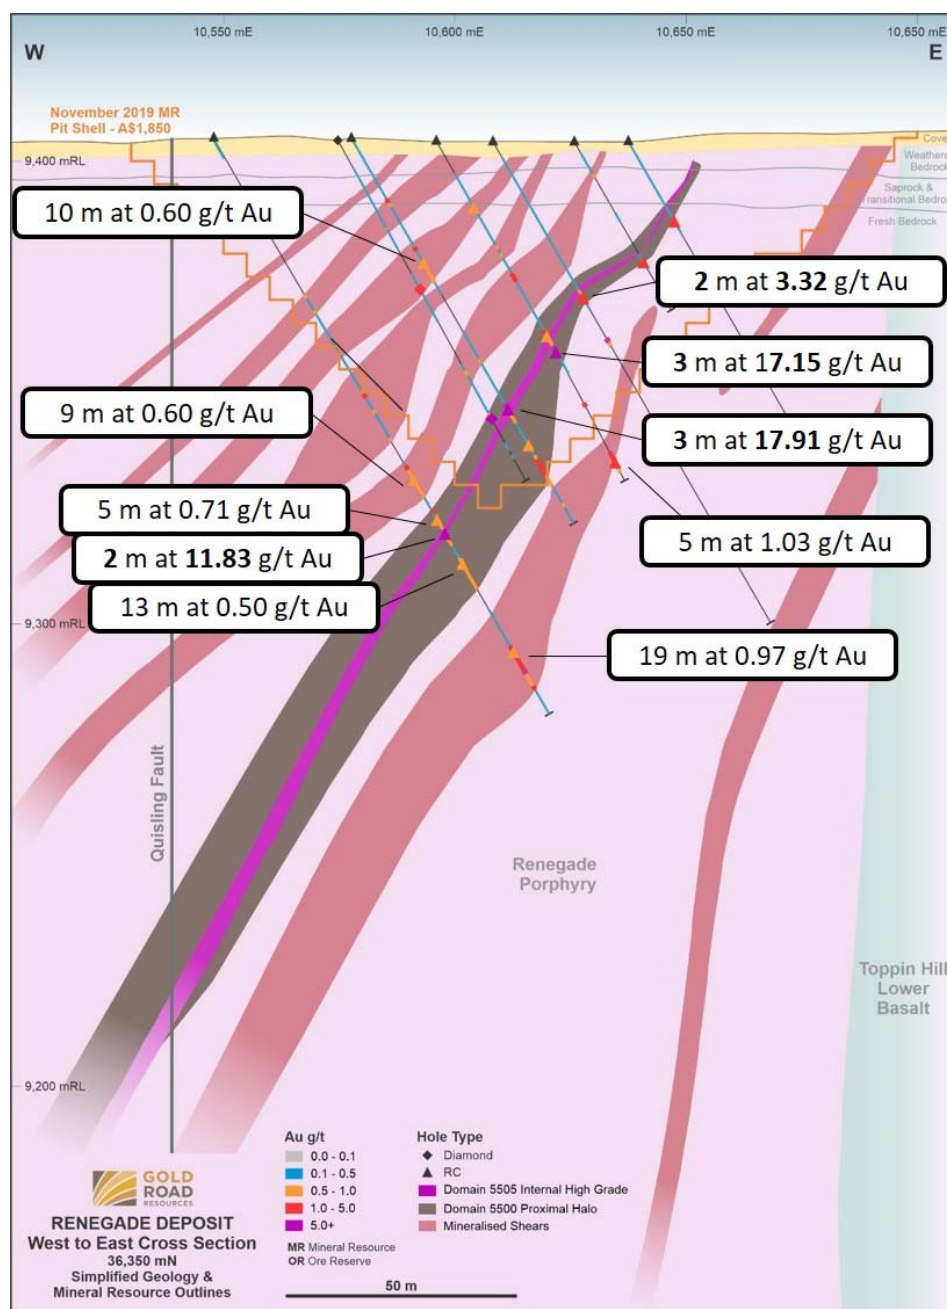 10,550 mE
10,600 mE
10,650 mE
10,650 mE
W
E
November 2019 MR
Pit Shell - A$1,850
Cove
9,400 mRL
Weathere
Bedrock
Saprock &
Transitional Bedro
Fresh Bedrock
10 m at 0.60 g/t Au
2 m at 3.32 g/t Au
3 m at 17.15 g/t Au
9 m at 0.60 g/t Au
3 m at 17.91 g/t Au
5 m at 0.71 g/t Au
2 m at 11.83 g/t Au
5 m at 1.03 g/t Au
13 m at 0.50 g/t Au
9,300 mRL
19 m at 0.97 g/t Au
Quisling Fault
Renegade
Porphyry
Toppin Hill
Lower
Basalt
9,200 mRL
Au g/t
0.0 - 0.1
0.1 - 0.5
0.5 - 1.0
1.0 - 5.0
5.0+
MR Mineral Resource
OR Ore Reserve
Hole Type
Diamond
RC
Domain 5505 Internal High Grade
Domain 5500 Proximal Halo
Mineralised Shears
50 m
GOLD
ROAD
RESOURCES
RENEGADE DEPOSIT
West to East Cross Section
36,350 mN
Simplified Geology &
Mineral Resource Outlines